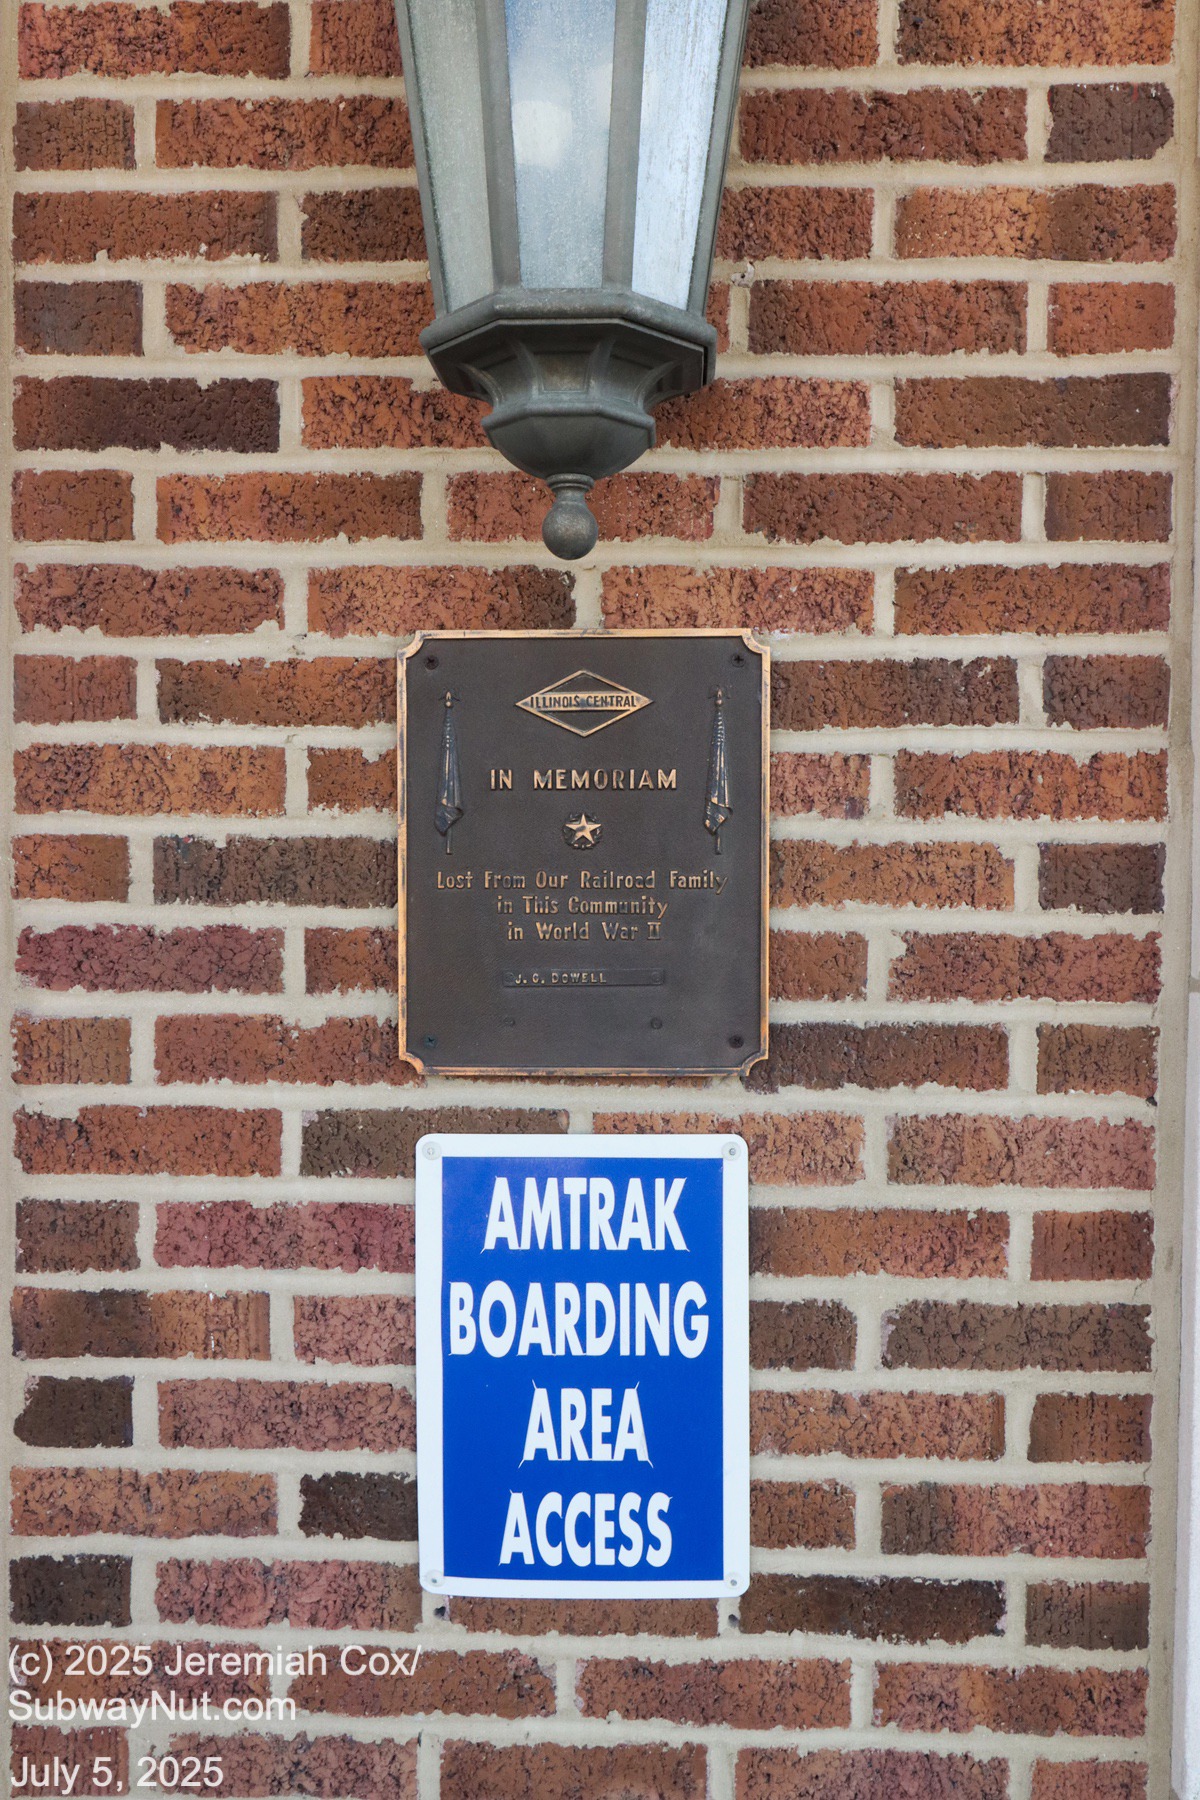 ILLINOIS CENTRAL
IN MEMORIAM
Lost From Our Railroad Family
in This Community
in World War II
J. G. DOWELL
AMTRAK
BOARDING
AREA
ACCESS
(c) 2025 Jeremiah Cox/
SubwayNut.com
July 5, 2025